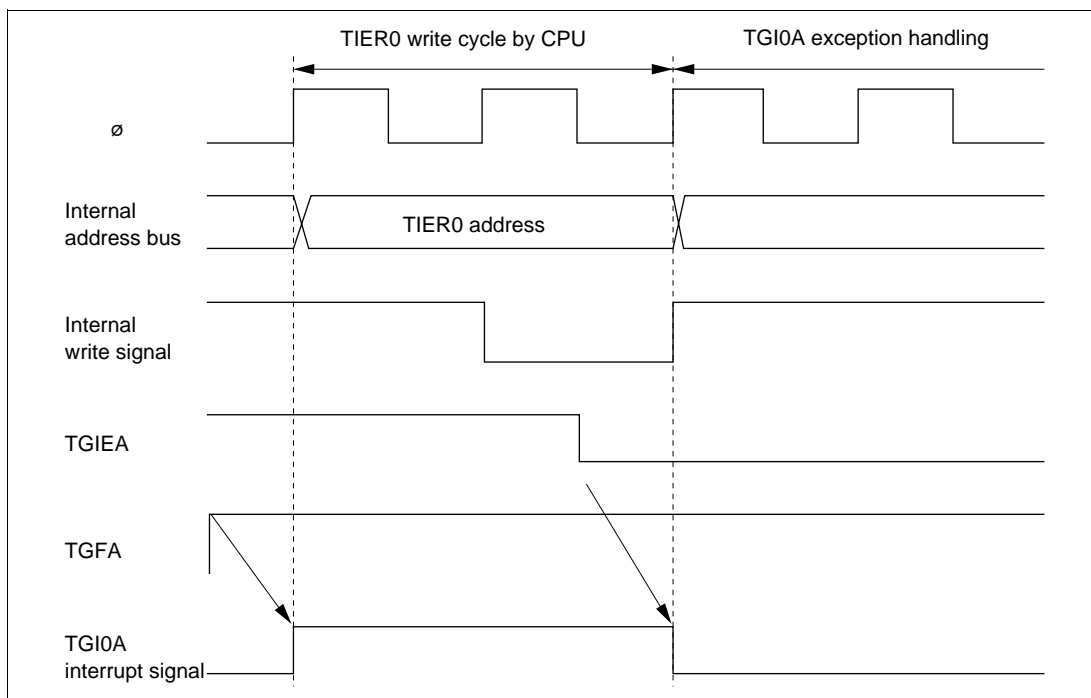 TIER0 write cycle by CPU
TGI0A exception handling
ø
Internal
address bus
TIER0 address
Internal
write signal
TGIEA
TGFA
TGI0A
interrupt signal